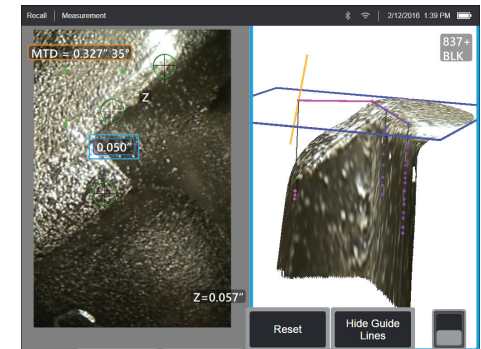 Recall | Measurement
2/12/2016 1:39 PM
MTD = 0.327" 35°
837+
BLK
Z
0.050"
Z=0.057"
Reset
Hide Guide
Lines